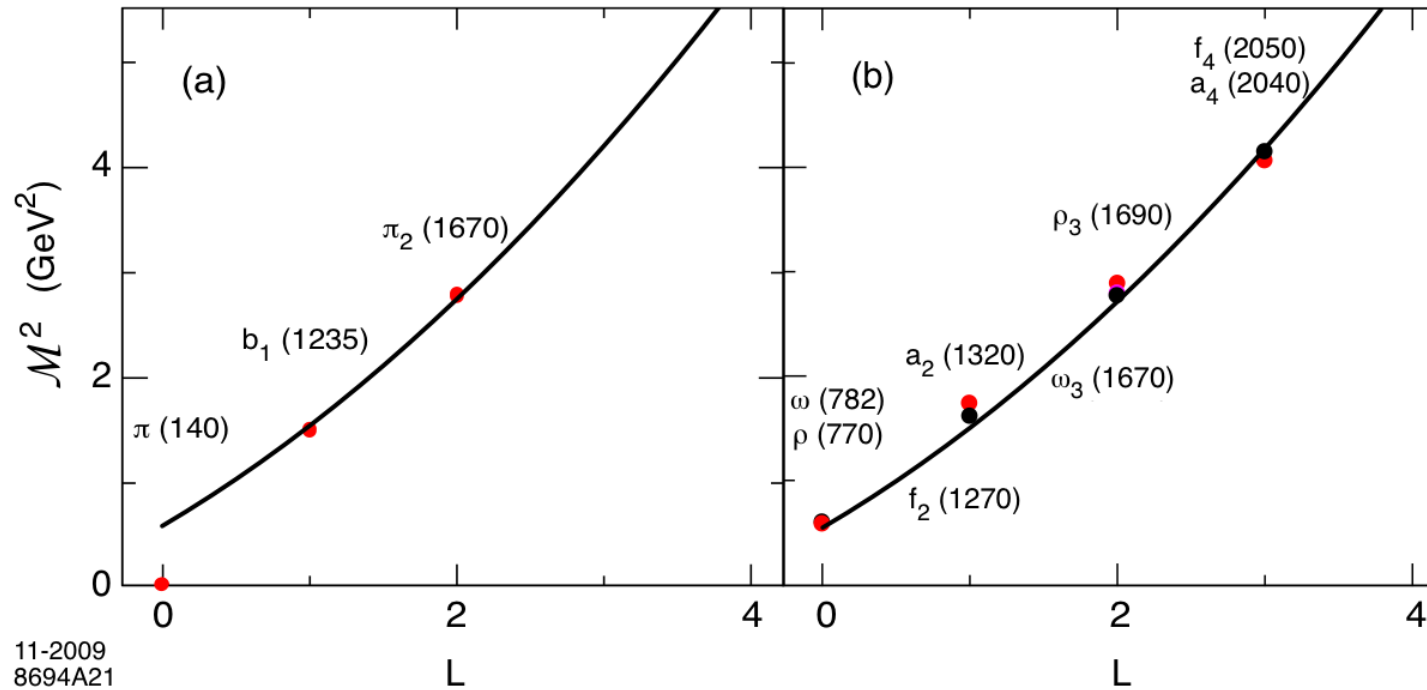 (a)
π₂ (1670)
b₁ (1235)
π (140)
ℳ² (GeV²)
4
2
0
0
2
4
L
(b)
f₄ (2050)
a₄ (2040)
ρ₃ (1690)
a₂ (1320)
ω₃ (1670)
ω (782)
ρ (770)
f₂ (1270)
0
2
4
L
11-2009
8694A21